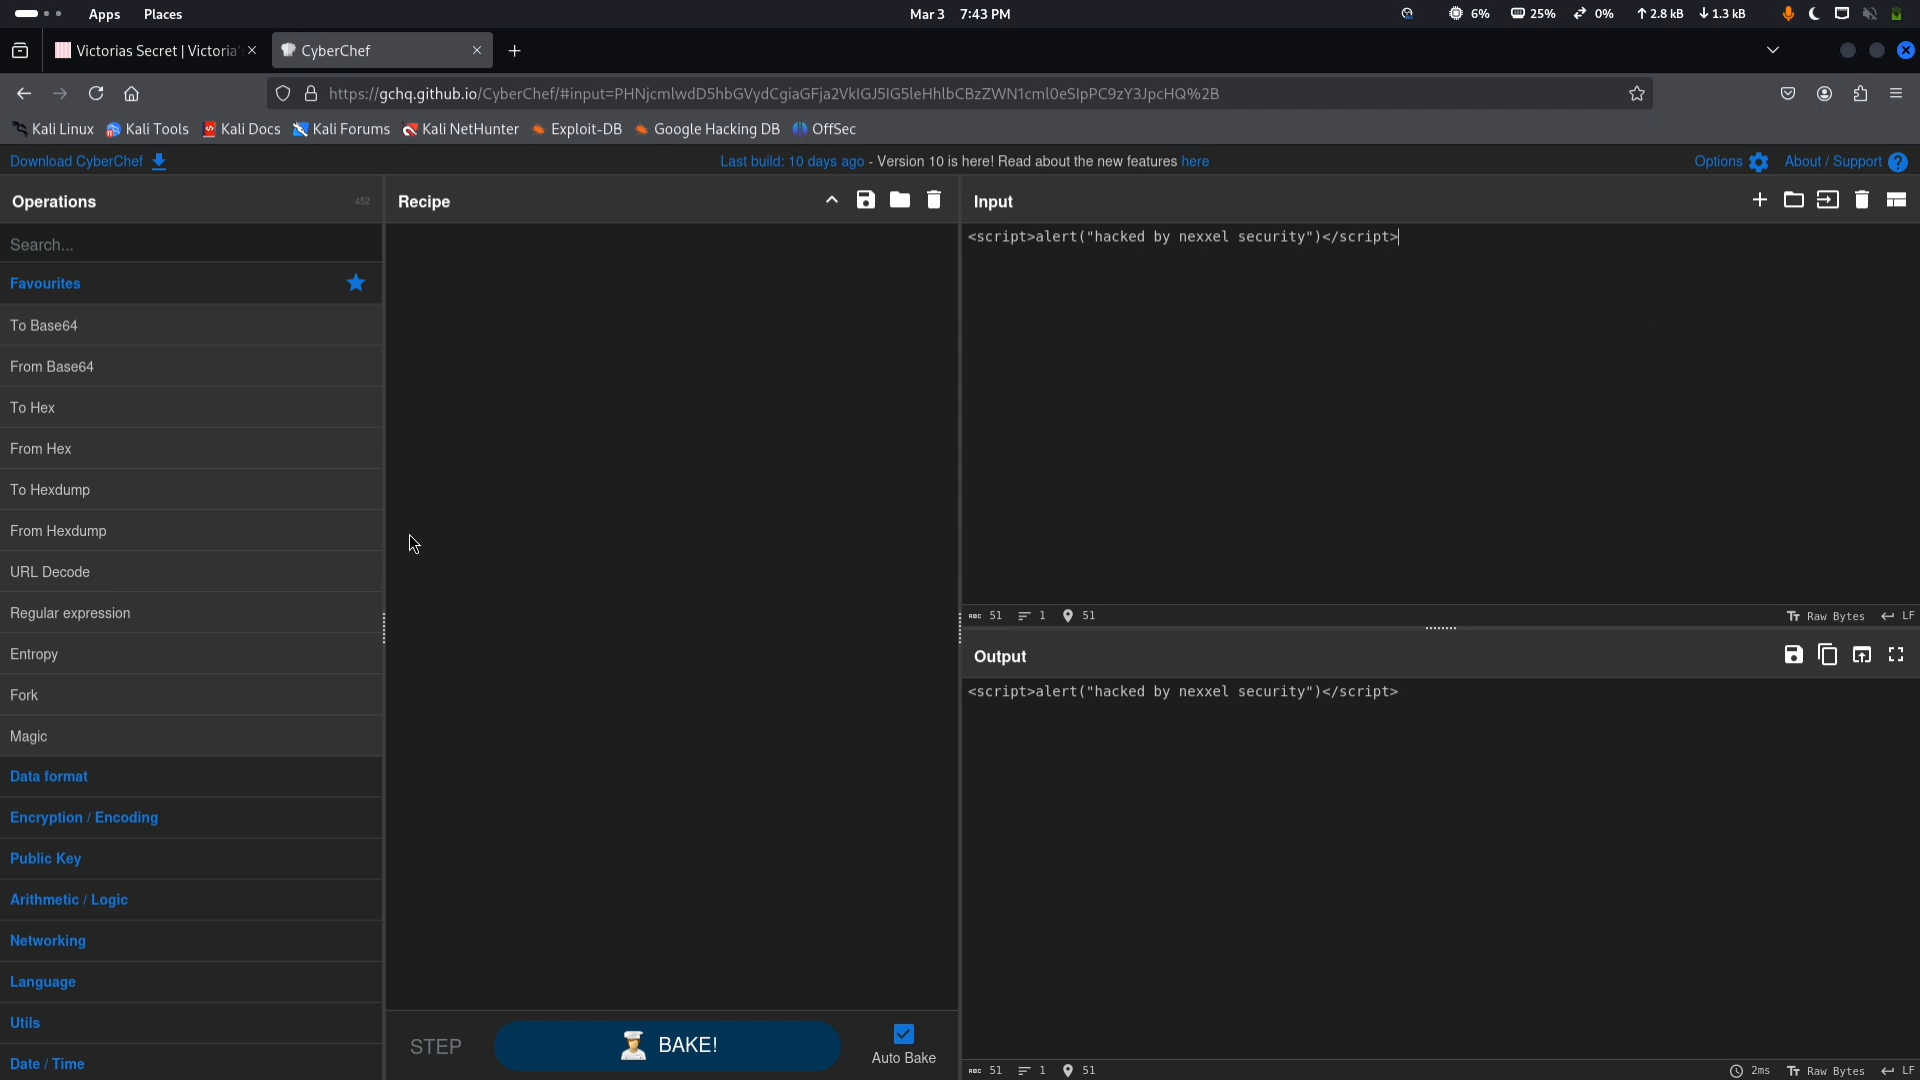 Apps Places Mar 3 7:43 PM 6% 25% 0% 2.8 kB 1.3 kB
Victorias Secret | Victoria' CyberChef
https://gchq.github.io/CyberChef/#input=PHNjcmlwdD5hbGVydCgiaGFja2VkIGJ5IG5leHhlbCBzZWN1cml0eSIpPC9zY3JpcHQ%2B
Kali Linux Kali Tools Kali Docs Kali Forums Kali NetHunter Exploit-DB Google Hacking DB OffSec
Download CyberChef Last build: 10 days ago - Version 10 is here! Read about the new features here Options About / Support
Operations 452
Search...
Favourites
To Base64
From Base64
To Hex
From Hex
To Hexdump
From Hexdump
URL Decode
Regular expression
Entropy
Fork
Magic
Data format
Encryption / Encoding
Public Key
Arithmetic / Logic
Networking
Language
Utils
Date / Time
Recipe
STEP BAKE! Auto Bake
Input
<script>alert("hacked by nexxel security")</script>
ABC 51 1 51 Tr Raw Bytes LF
Output
<script>alert("hacked by nexxel security")</script>
ABC 51 1 51 2ms Tr Raw Bytes LF